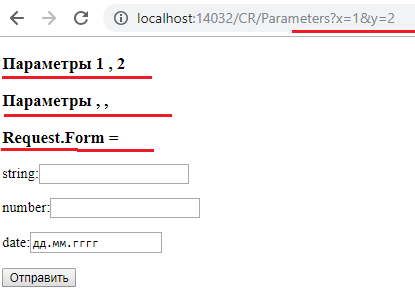 localhost:14032/CR/Parameters?x=1&y=2
Параметры 1 , 2
Параметры , ,
Request.Form =
string:
number:
date: дд.мм.гггг
Отправить